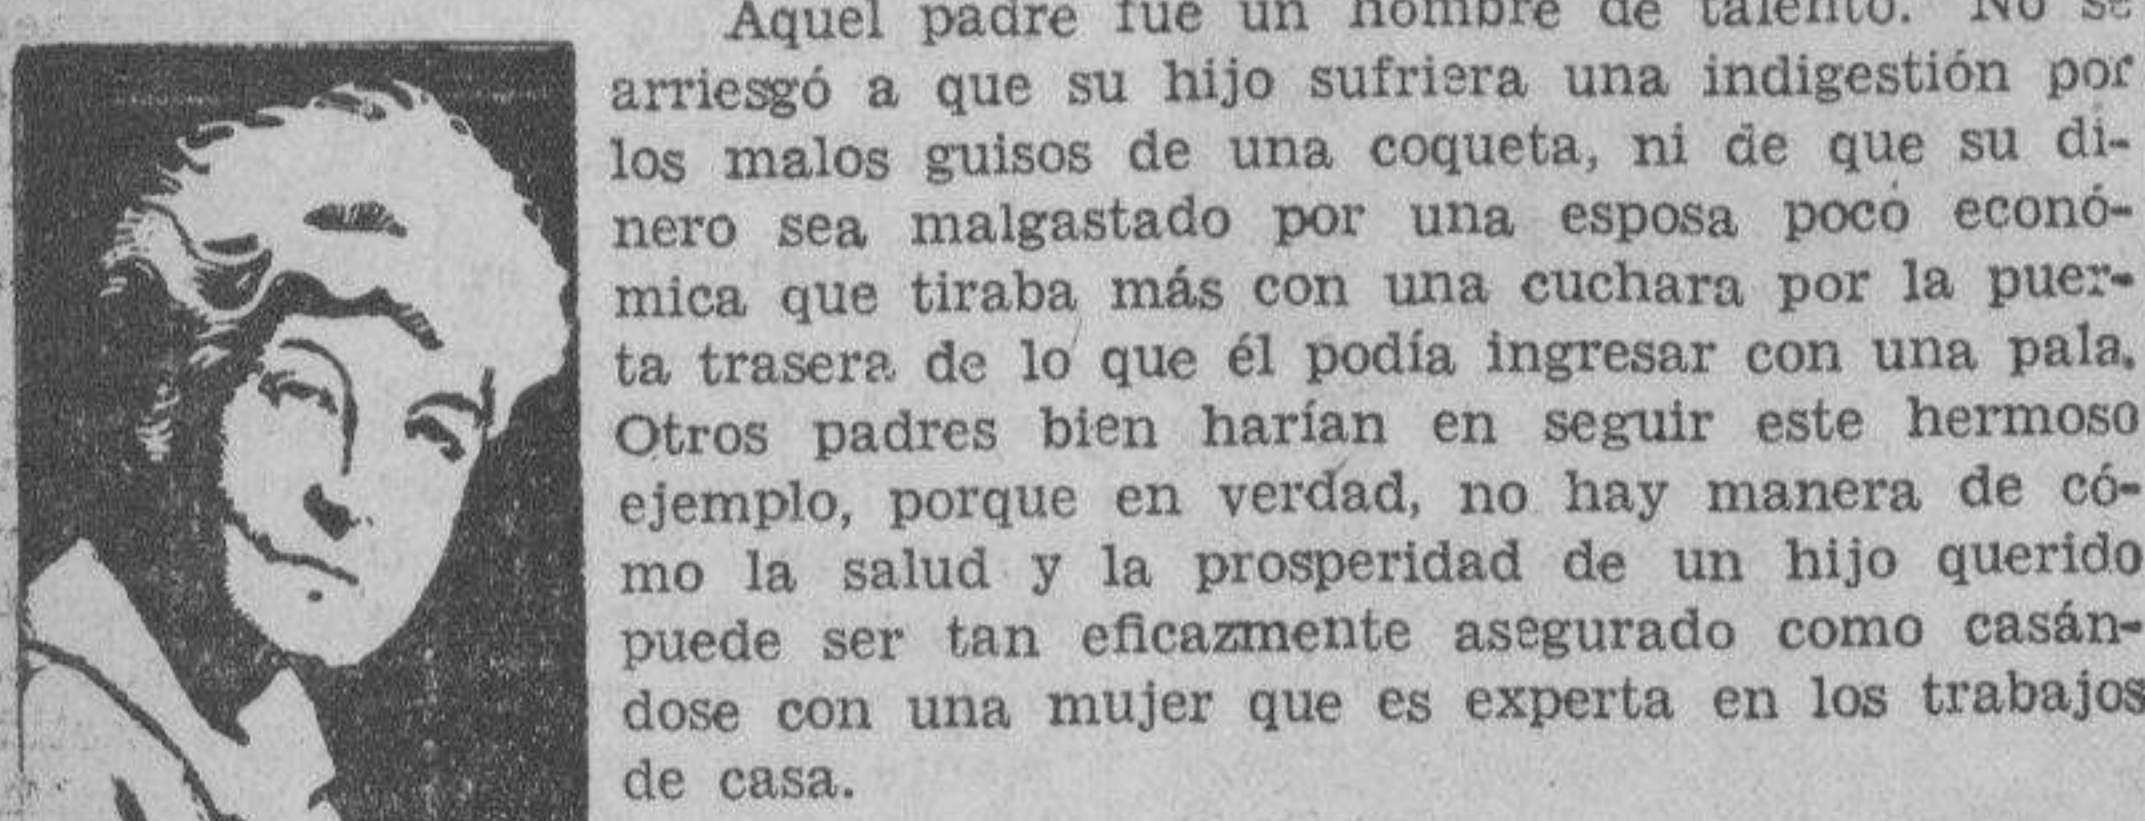 Aquel padre fué un hombre de talento. No se
arriesgó a que su hijo sufriera una indigestión por
los malos guisos de una coqueta, ni de que su di-
nero sea malgastado por una esposa poco econó-
mica que tiraba más con una cuchara por la puer-
ta trasera de lo que él podía ingresar con una pala.
Otros padres bien harían en seguir este hermoso
ejemplo, porque en verdad, no hay manera de có-
mo la salud y la prosperidad de un hijo querido
puede ser tan eficazmente asegurado como casán-
dose con una mujer que es experta en los trabajos
de casa.